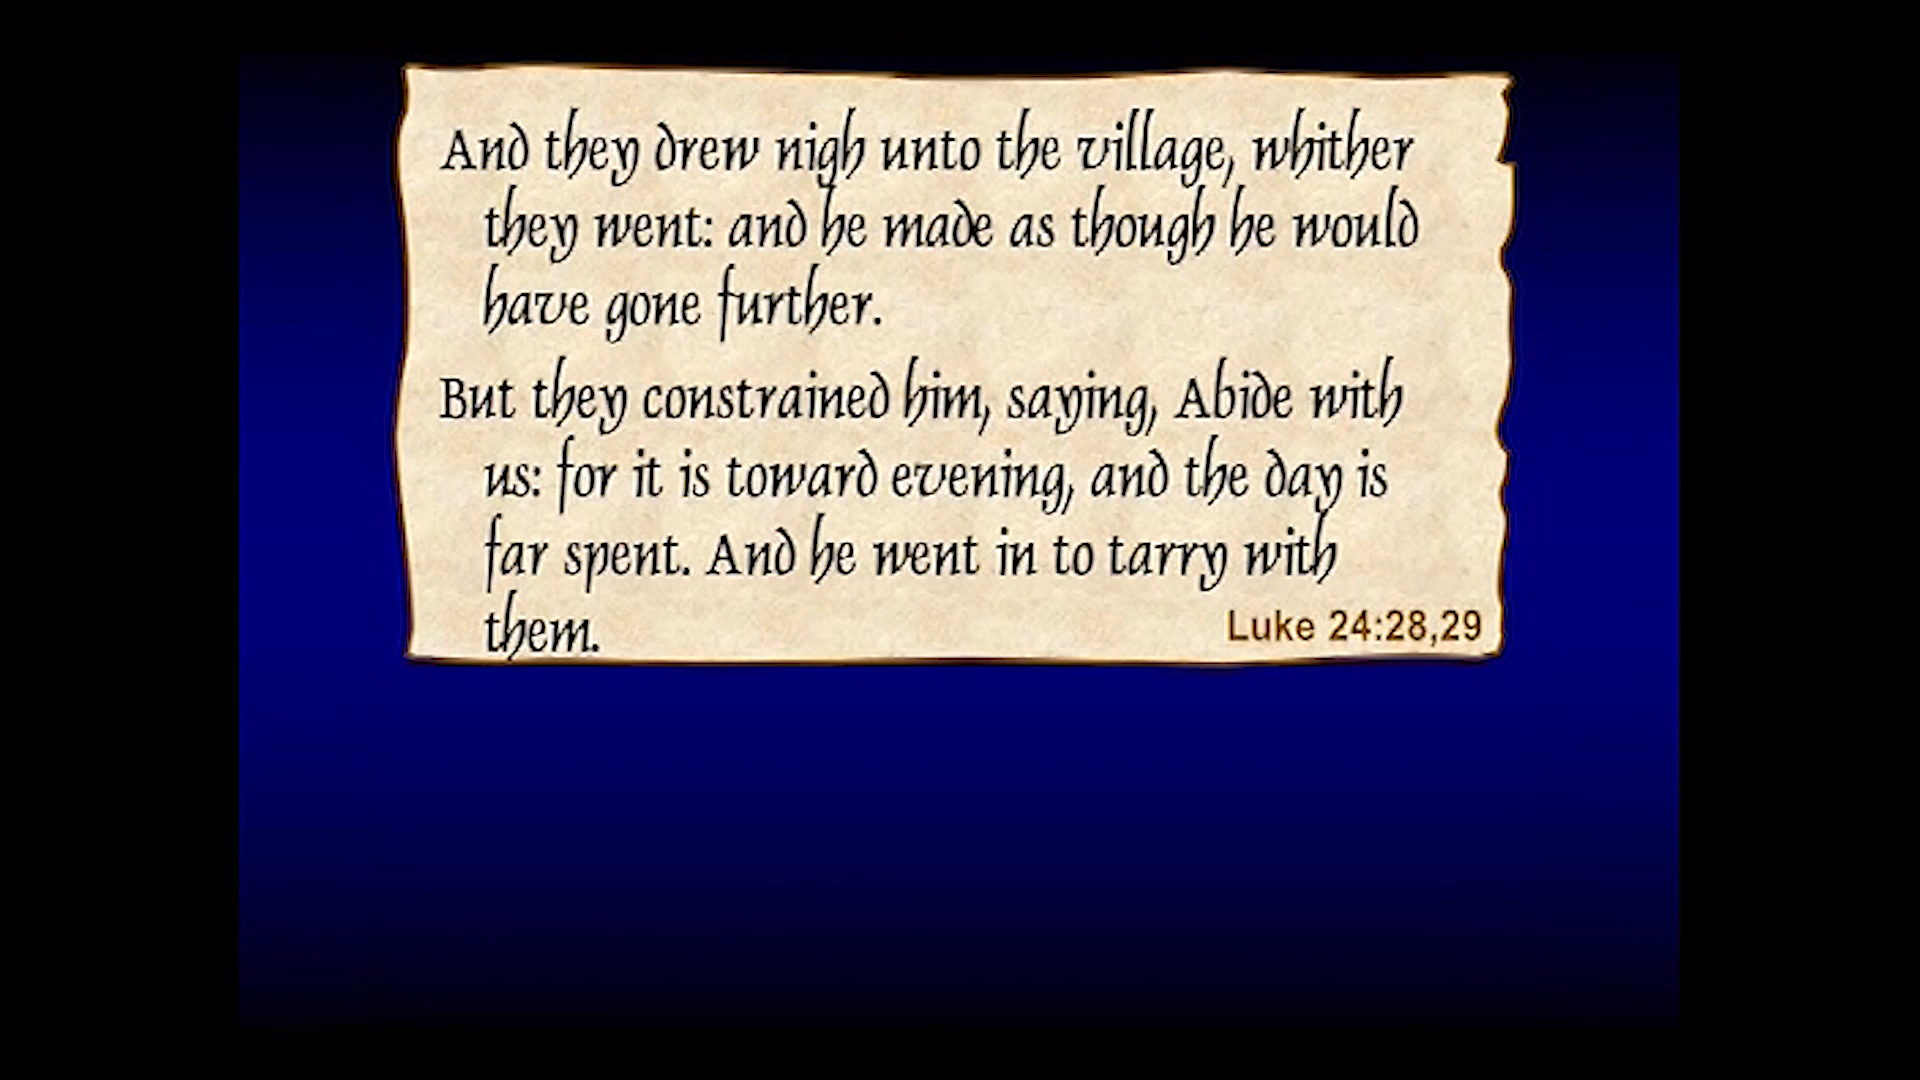 And they drew nigh unto the village, whither
they went: and he made as though he would
have gone further.
But they constrained him, saying, Abide with
us: for it is toward evening, and the day is
far spent. And he went in to tarry with
them.
Luke 24:28,29